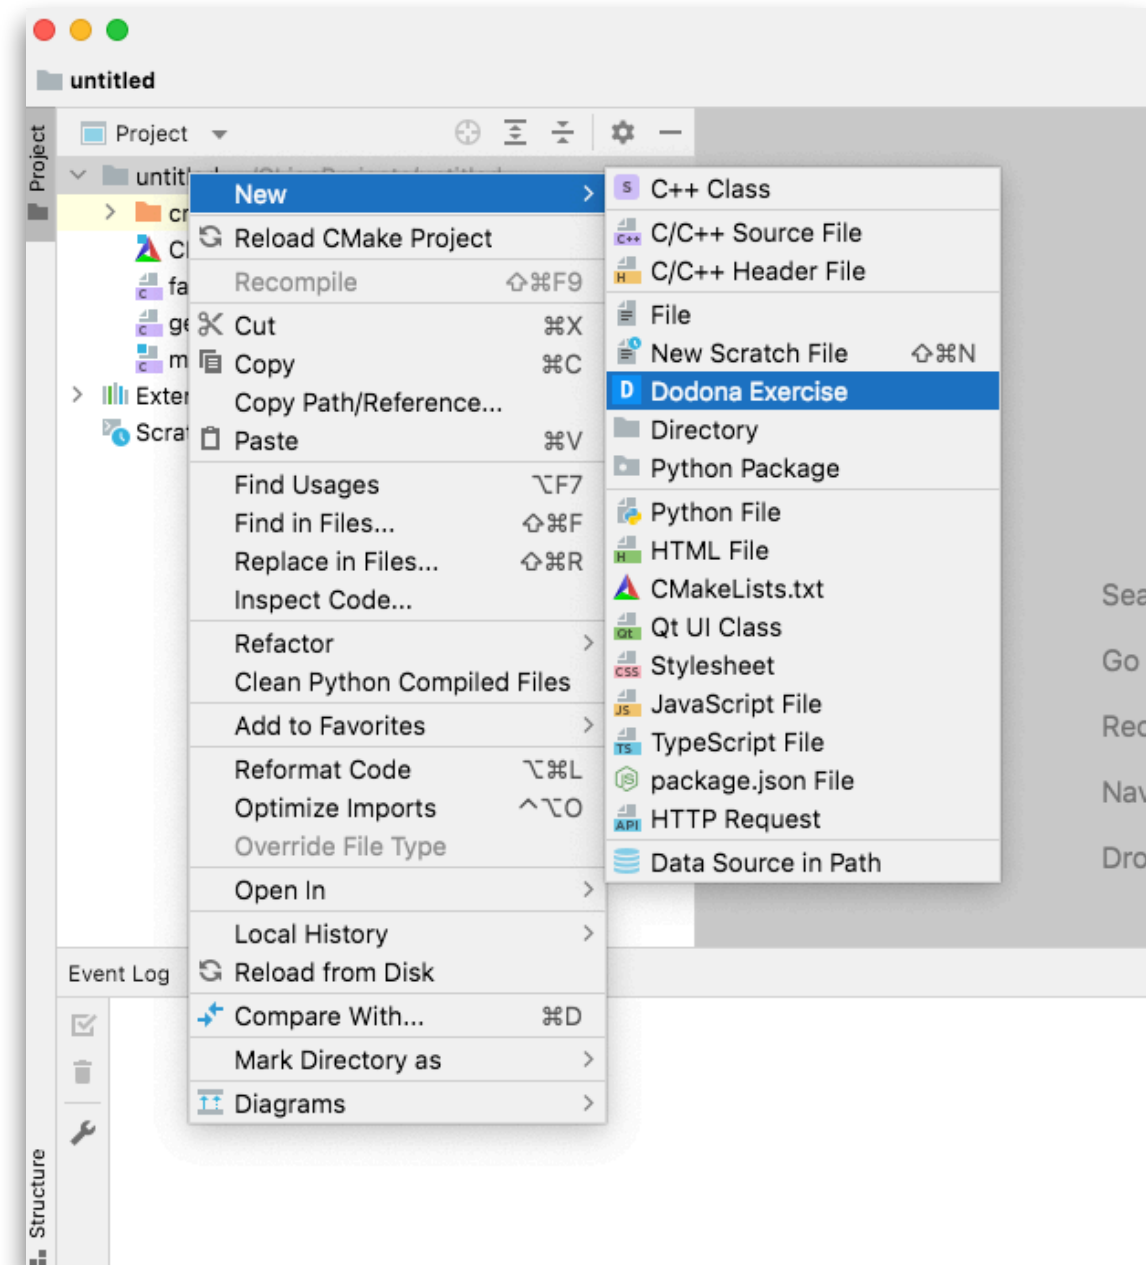 untitled
Project
Project
New
Reload CMake Project
Recompile ⇧⌘F9
Cut ⌘X
Copy ⌘C
Copy Path/Reference...
Paste ⌘V
Find Usages ⌥F7
Find in Files... ⇧⌘F
Replace in Files... ⇧⌘R
Inspect Code...
Refactor
Clean Python Compiled Files
Add to Favorites
Reformat Code ⌥⌘L
Optimize Imports ^⌥O
Override File Type
Open In
Local History
Reload from Disk
Compare With... ⌘D
Mark Directory as
Diagrams
C++ Class
C/C++ Source File
C/C++ Header File
File
New Scratch File ⇧⌘N
Dodona Exercise
Directory
Python Package
Python File
HTML File
CMakeLists.txt
Qt UI Class
Stylesheet
JavaScript File
TypeScript File
package.json File
HTTP Request
Data Source in Path
Go
Event Log
Structure